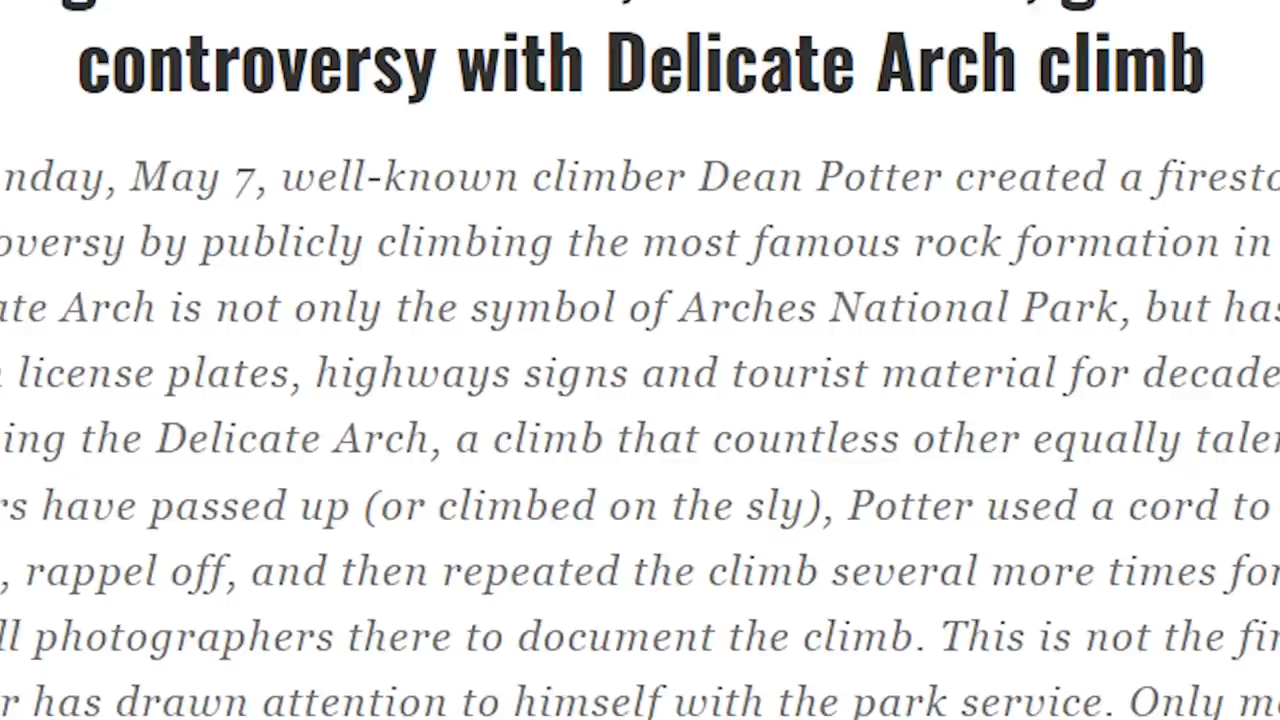 controversy with Delicate Arch climb
nday, May 7, well-known climber Dean Potter created a firesto
oversy by publicly climbing the most famous rock formation in
ate Arch is not only the symbol of Arches National Park, but has
license plates, highways signs and tourist material for decade
ing the Delicate Arch, a climb that countless other equally talen
rs have passed up (or climbed on the sly), Potter used a cord to
, rappel off, and then repeated the climb several more times for
ll photographers there to document the climb. This is not the fir
r has drawn attention to himself with the park service. Only mo